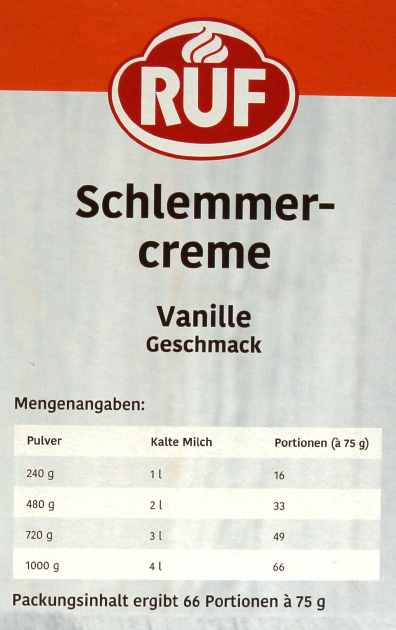 RUF
Schlemmer-
creme
Vanille
Geschmack
Mengenangaben:
Pulver Kalte Milch Portionen (à 75 g)
240 g 1 l 16
480 g 2 l 33
720 g 3 l 49
1000 g 4 l 66
Packungsinhalt ergibt 66 Portionen à 75 g